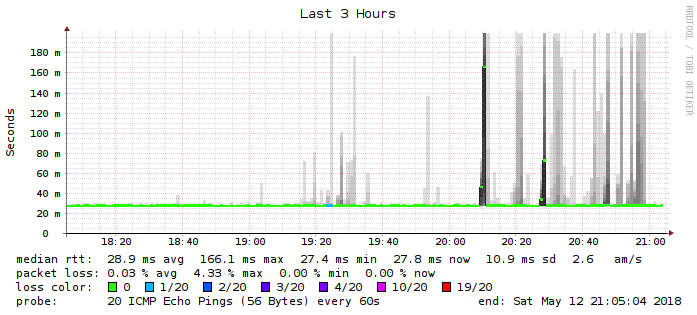 Last 3 Hours
RRDTOOL / TOBI OETIKER
Seconds
180 m
160 m
140 m
120 m
100 m
80 m
60 m
40 m
20 m
0
18:20 18:40 19:00 19:20 19:40 20:00 20:20 20:40 21:00
median rtt: 28.9 ms avg 166.1 ms max 27.4 ms min 27.8 ms now 10.9 ms sd 2.6 am/s
packet loss: 0.03 % avg 4.33 % max 0.00 % min 0.00 % now
loss color: 0 1/20 2/20 3/20 4/20 10/20 19/20
probe: 20 ICMP Echo Pings (56 Bytes) every 60s end: Sat May 12 21:05:04 2018